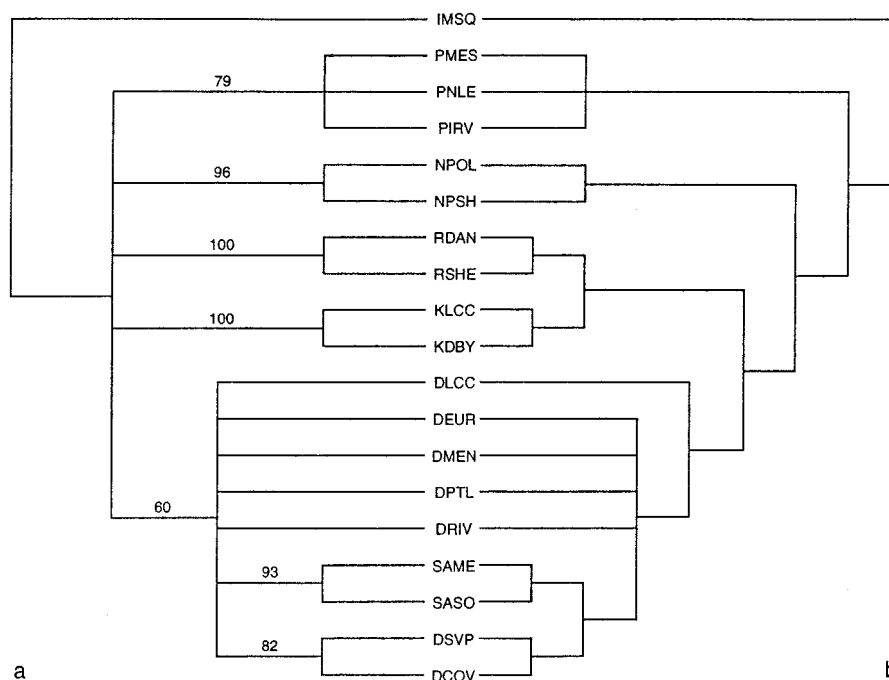 IMSQ
PMES
79
PNLE
PIRV
NPOL
96
NPSH
RDAN
100
RSHE
KLCC
100
KDBY
DLCC
DEUR
DMEN
DPTL
60
DRIV
SAME
93
SASO
DSVP
82
DCOV
a
b